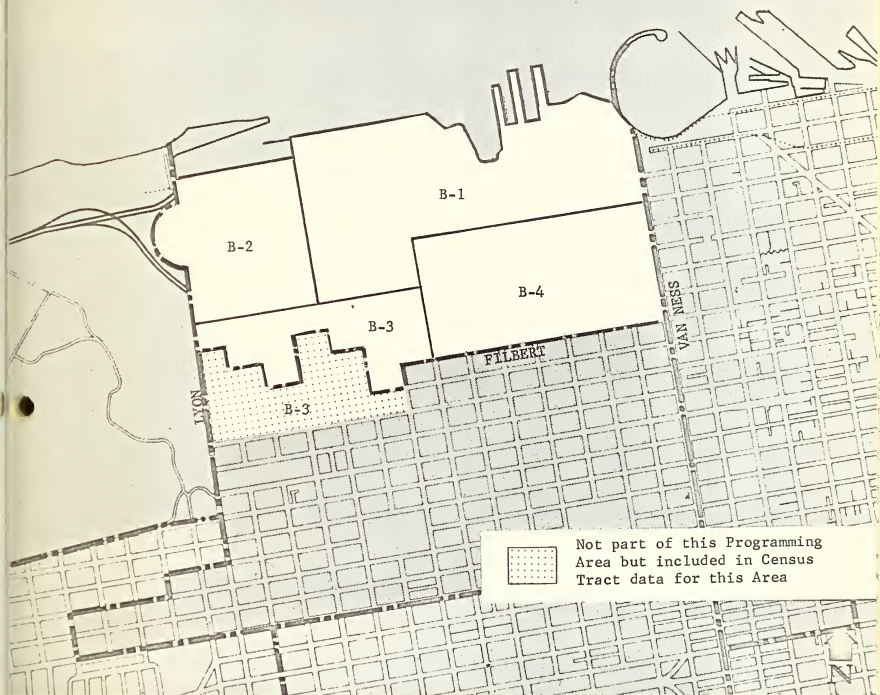 B-1
B-2
B-4
B-3
VAN NESS
FILBERT
LYON
B-3
Not part of this Programming
Area but included in Census
Tract data for this Area
N